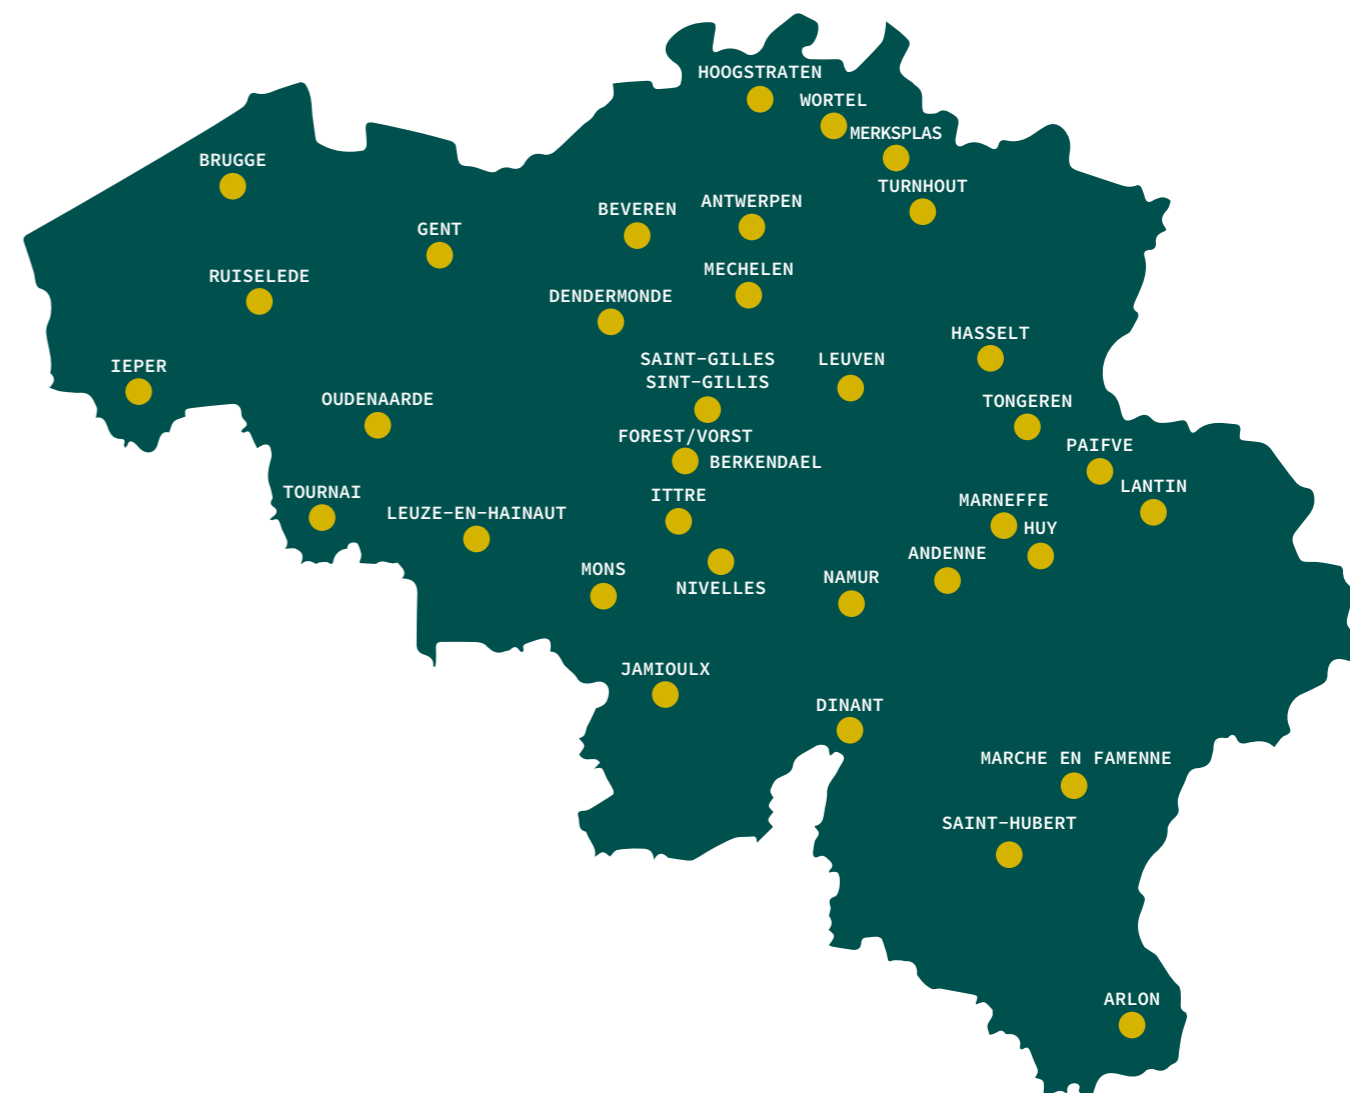 HOOGSTRATEN
WORTEL
MERKSPLAS
BRUGGE
TURNHOUT
ANTWERPEN
BEVEREN
GENT
MECHELEN
RUISELEDE
DENDERMONDE
HASSELT
SAINT-GILLES
SINT-GILLIS
LEUVEN
IEPER
OUDENAARDE
TONGEREN
FOREST/VORST
BERKENDAEL
PAIFVE
LANTIN
TOURNAI
ITTRE
MARNEFFE
LEUZE-EN-HAINAUT
HUY
ANDENNE
MONS
NAMUR
NIVELLES
JAMIOULX
DINANT
MARCHE EN FAMENNE
SAINT-HUBERT
ARLON